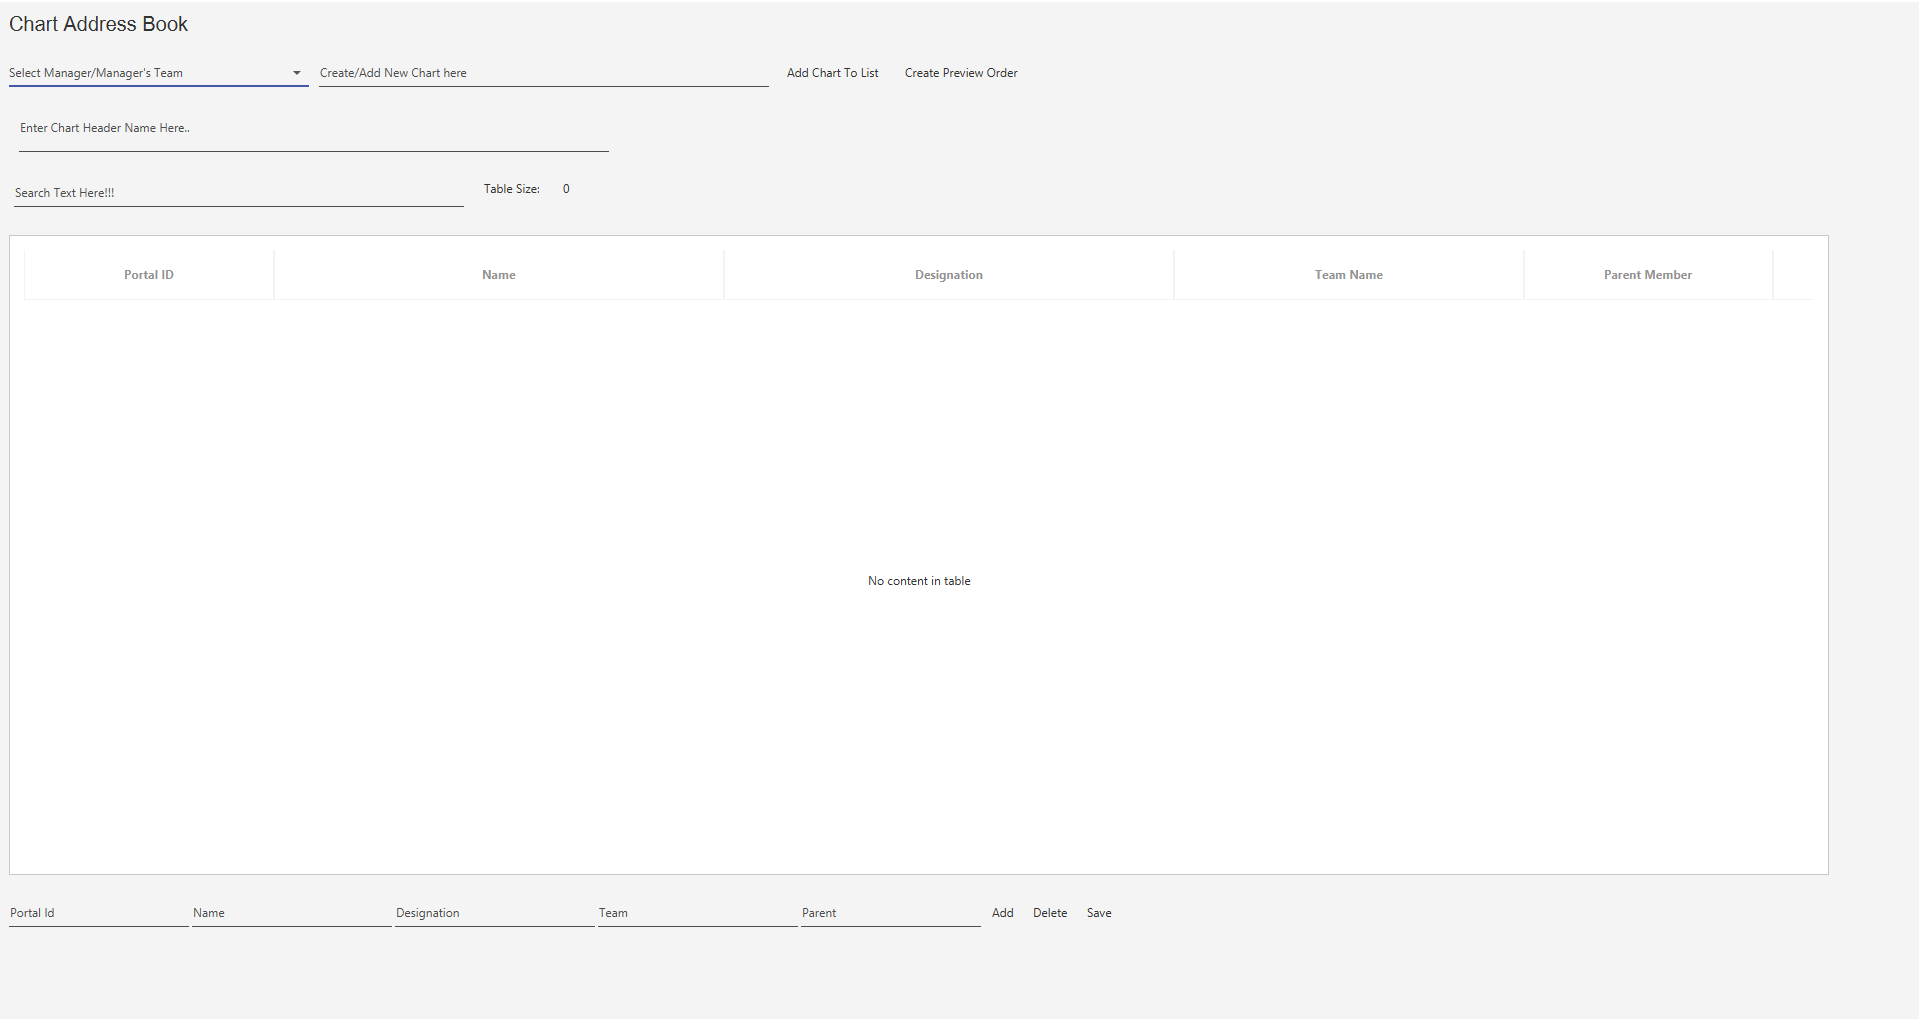 Chart Address Book
Select Manager/Manager's Team Create/Add New Chart here Add Chart To List Create Preview Order
Enter Chart Header Name Here..
Search Text Here!!! Table Size: 0
Portal ID Name Designation Team Name Parent Member
No content in table
Portal Id Name Designation Team Parent Add Delete Save